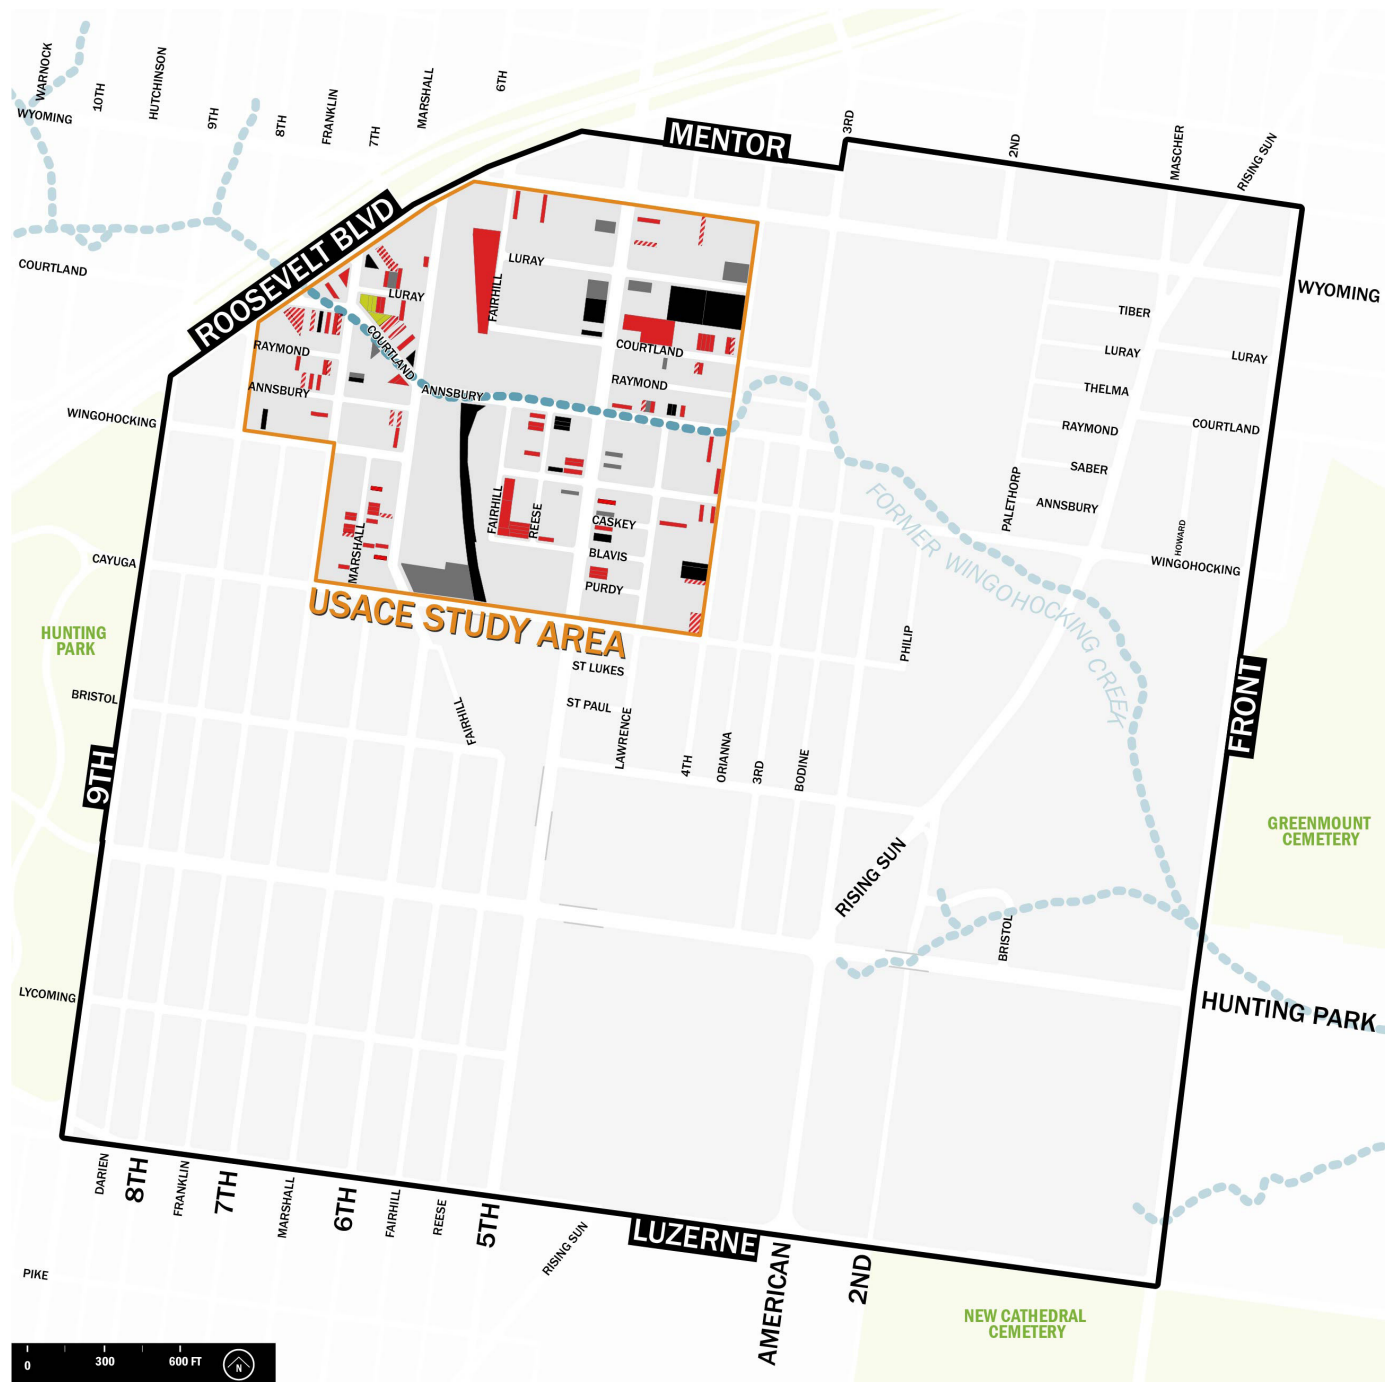 WARNOCK
10TH
HUTCHINSON
9TH
8TH
FRANKLIN
7TH
MARSHALL
6TH
WYOMING
MENTOR
3RD
2ND
MASCHER
RISING SUN
ROOSEVELT BLVD
COURTLAND
LURAY
FAIRHILL
LURAY
WYOMING
TIBER
RAYMOND
COURTLAND
COURTLAND
LURAY
LURAY
ANNSBURY
ANNSBURY
RAYMOND
THELMA
WINGOHOCKING
RAYMOND
COURTLAND
SABER
PALETHORP
ANNSBURY
FAIRHILL
REESE
CASKEY
HOWARD
MARSHALL
BLAVIS
WINGOHOCKING
CAYUGA
PURDY
FORMER WINGOHOCKING CREEK
USACE STUDY AREA
HUNTING
PARK
PHILIP
ST LUKES
BRISTOL
ST PAUL
FAIRHILL
LAWRENCE
4TH
ORIANNA
3RD
BODINE
FRONT
9TH
GREENMOUNT
CEMETERY
RISING SUN
BRISTOL
LYCOMING
HUNTING PARK
DARIEN
8TH
FRANKLIN
7TH
MARSHALL
6TH
FAIRHILL
REESE
5TH
RISING SUN
LUZERNE
AMERICAN
2ND
PIKE
NEW CATHEDRAL
CEMETERY
0
300
600 FT
N